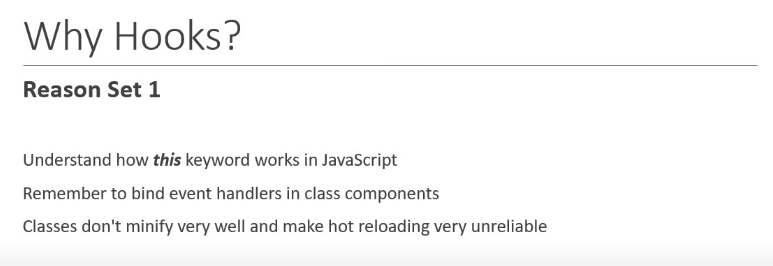 Why Hooks?
Reason Set 1
Understand how this keyword works in JavaScript
Remember to bind event handlers in class components
Classes don't minify very well and make hot reloading very unreliable